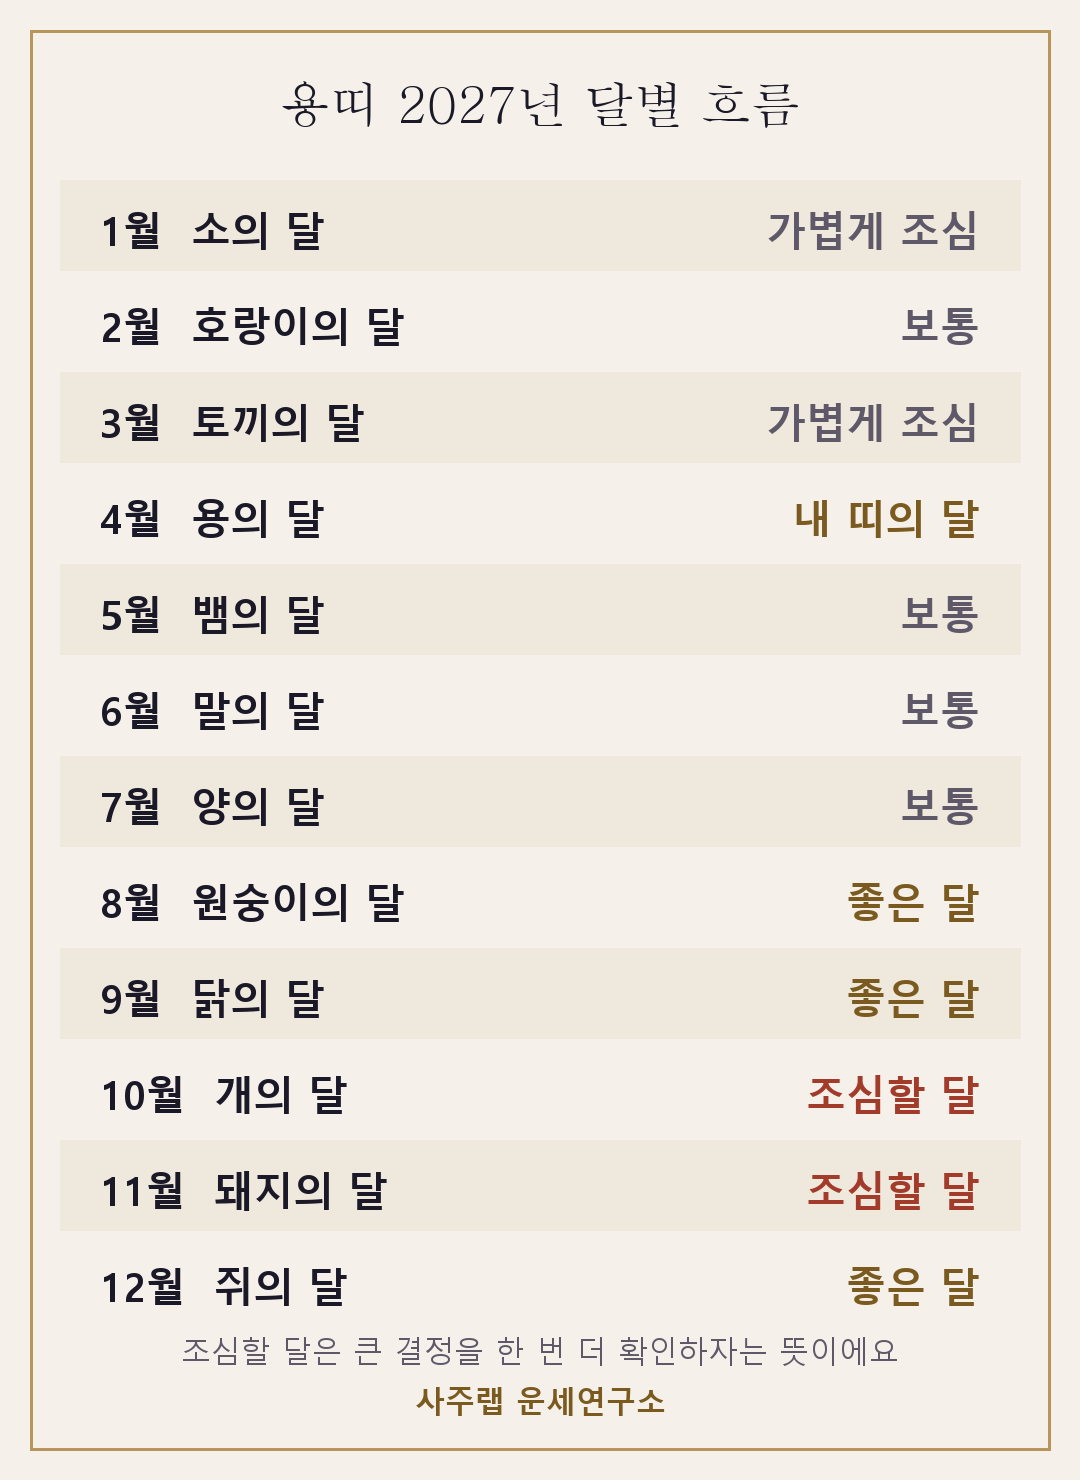 용띠 2027년 달별 흐름
1월 소의 달 가볍게 조심
2월 호랑이의 달 보통
3월 토끼의 달 가볍게 조심
4월 용의 달 내 띠의 달
5월 뱀의 달 보통
6월 말의 달 보통
7월 양의 달 보통
8월 원숭이의 달 좋은 달
9월 닭의 달 좋은 달
10월 개의 달 조심할 달
11월 돼지의 달 조심할 달
12월 쥐의 달 좋은 달
조심할 달은 큰 결정을 한 번 더 확인하자는 뜻이에요
사주랩 운세연구소